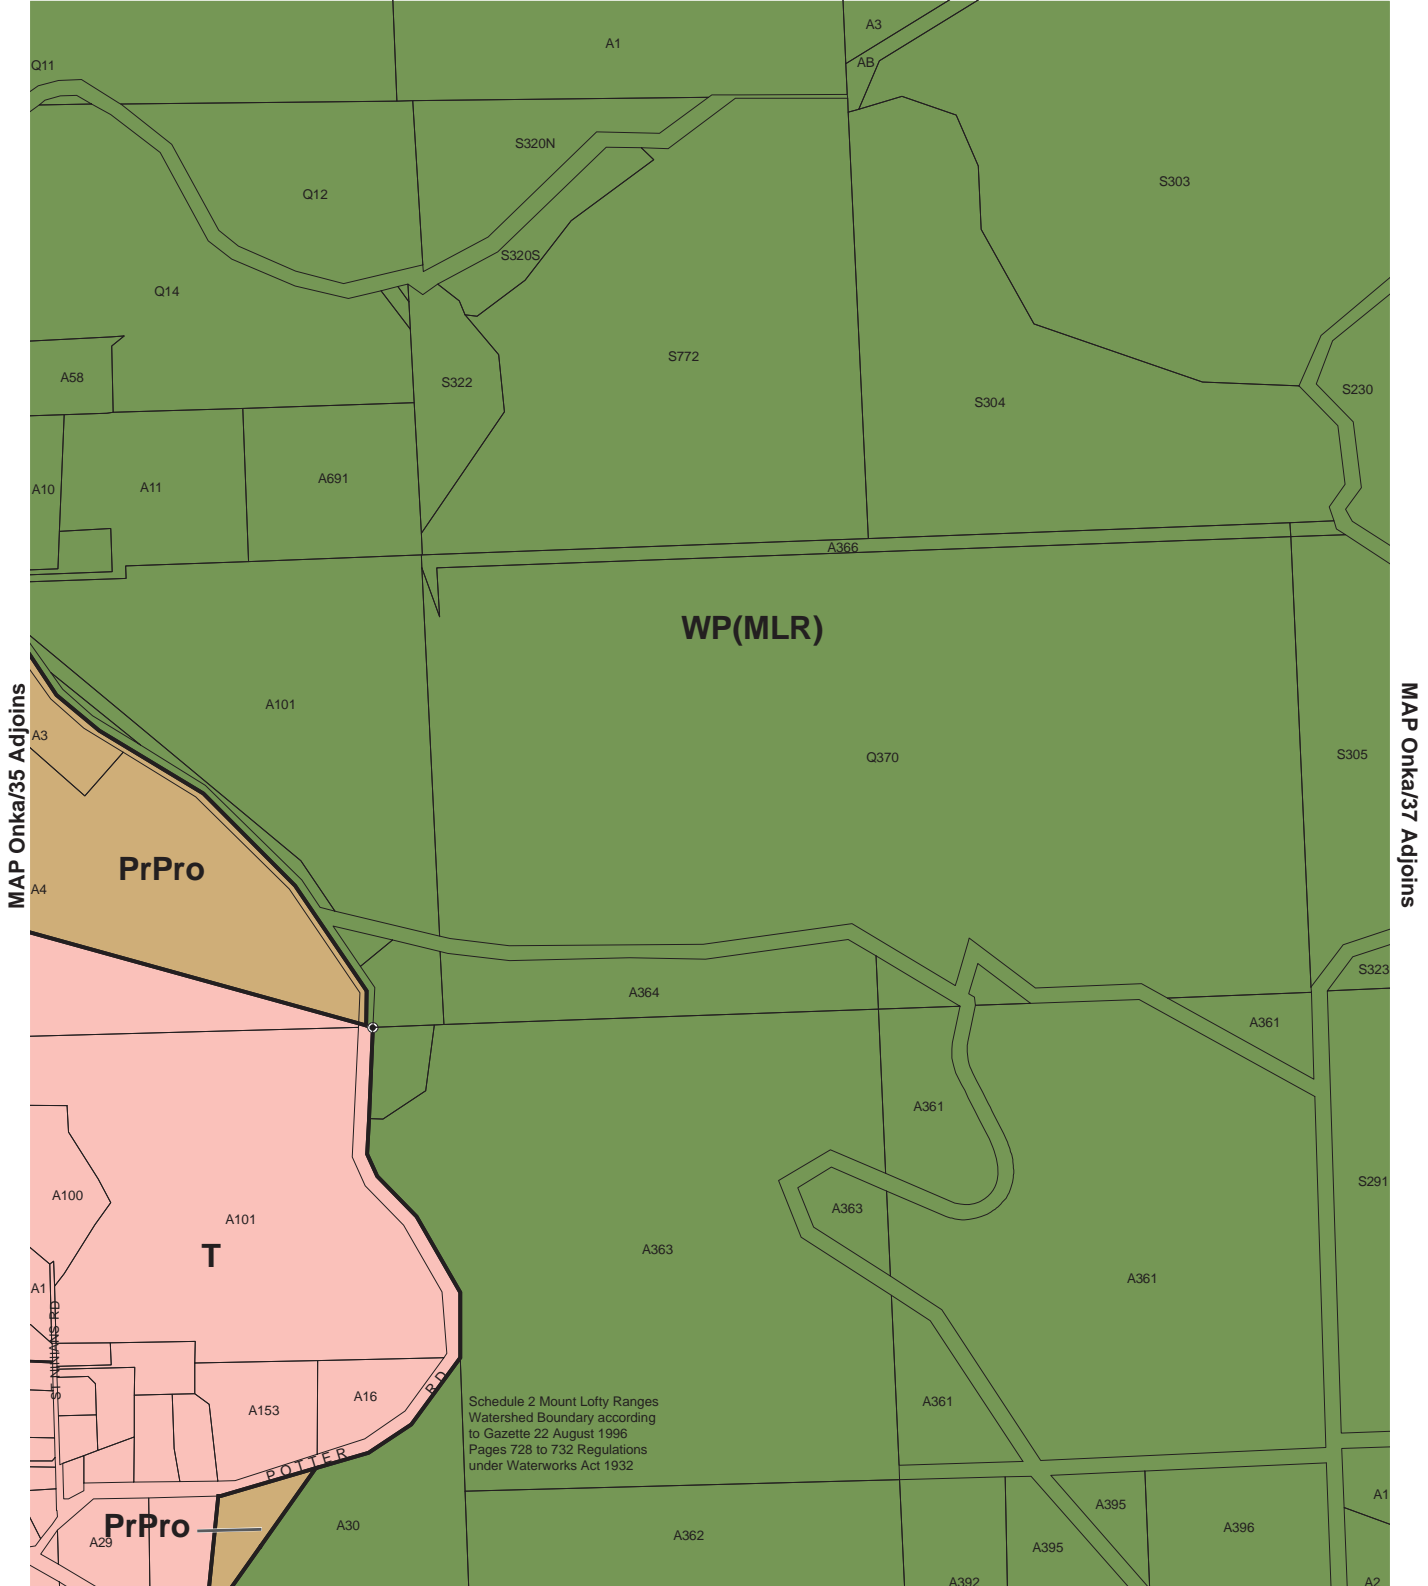 A3
A1
AB
Q11
S320N
S303
Q12
S320S
Q14
S772
A58
S322
S304
S230
A10
A11
A691
A366
WP(MLR)
A101
Q370
S305
A3
PrPro
A4
MAP Onka/35 Adjoins
MAP Onka/37 Adjoins
S323
A364
A361
A361
A100
A101
T
A363
A363
A361
S291
A1
ST NINIANS RD
A153
A16
RD
POTTER
Schedule 2 Mount Lofty Ranges
Watershed Boundary according
to Gazette 22 August 1996
Pages 728 to 732 Regulations
under Waterworks Act 1932
A361
A1
A395
PrPro
A29
A30
A362
A395
A396
A392
A2